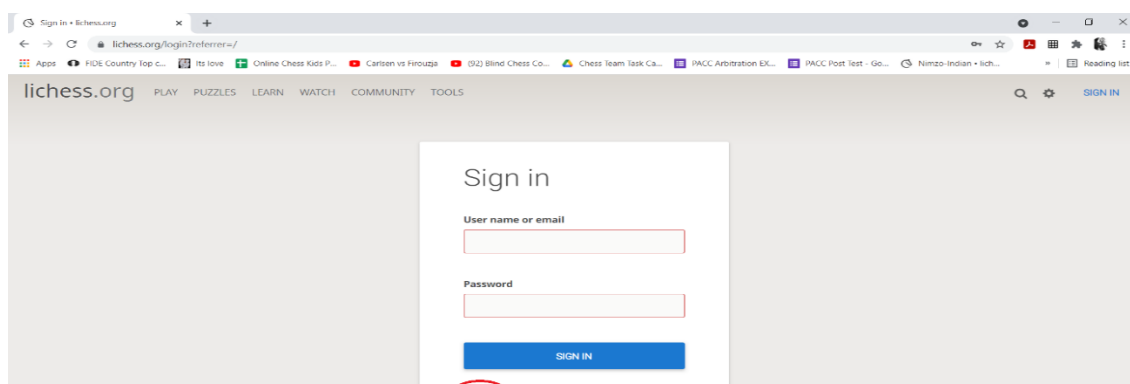 Sign in • lichess.org
lichess.org/login?referrer=/
Apps FIDE Country Top c... Its love Online Chess Kids P... Carlsen vs Firouzja (92) Blind Chess Co... Chess Team Task Ca... PACC Arbitration EX... PACC Post Test - Go... Nimzo-Indian • lich... » Reading list
lichess.org PLAY PUZZLES LEARN WATCH COMMUNITY TOOLS SIGN IN
Sign in
User name or email
Password
SIGN IN